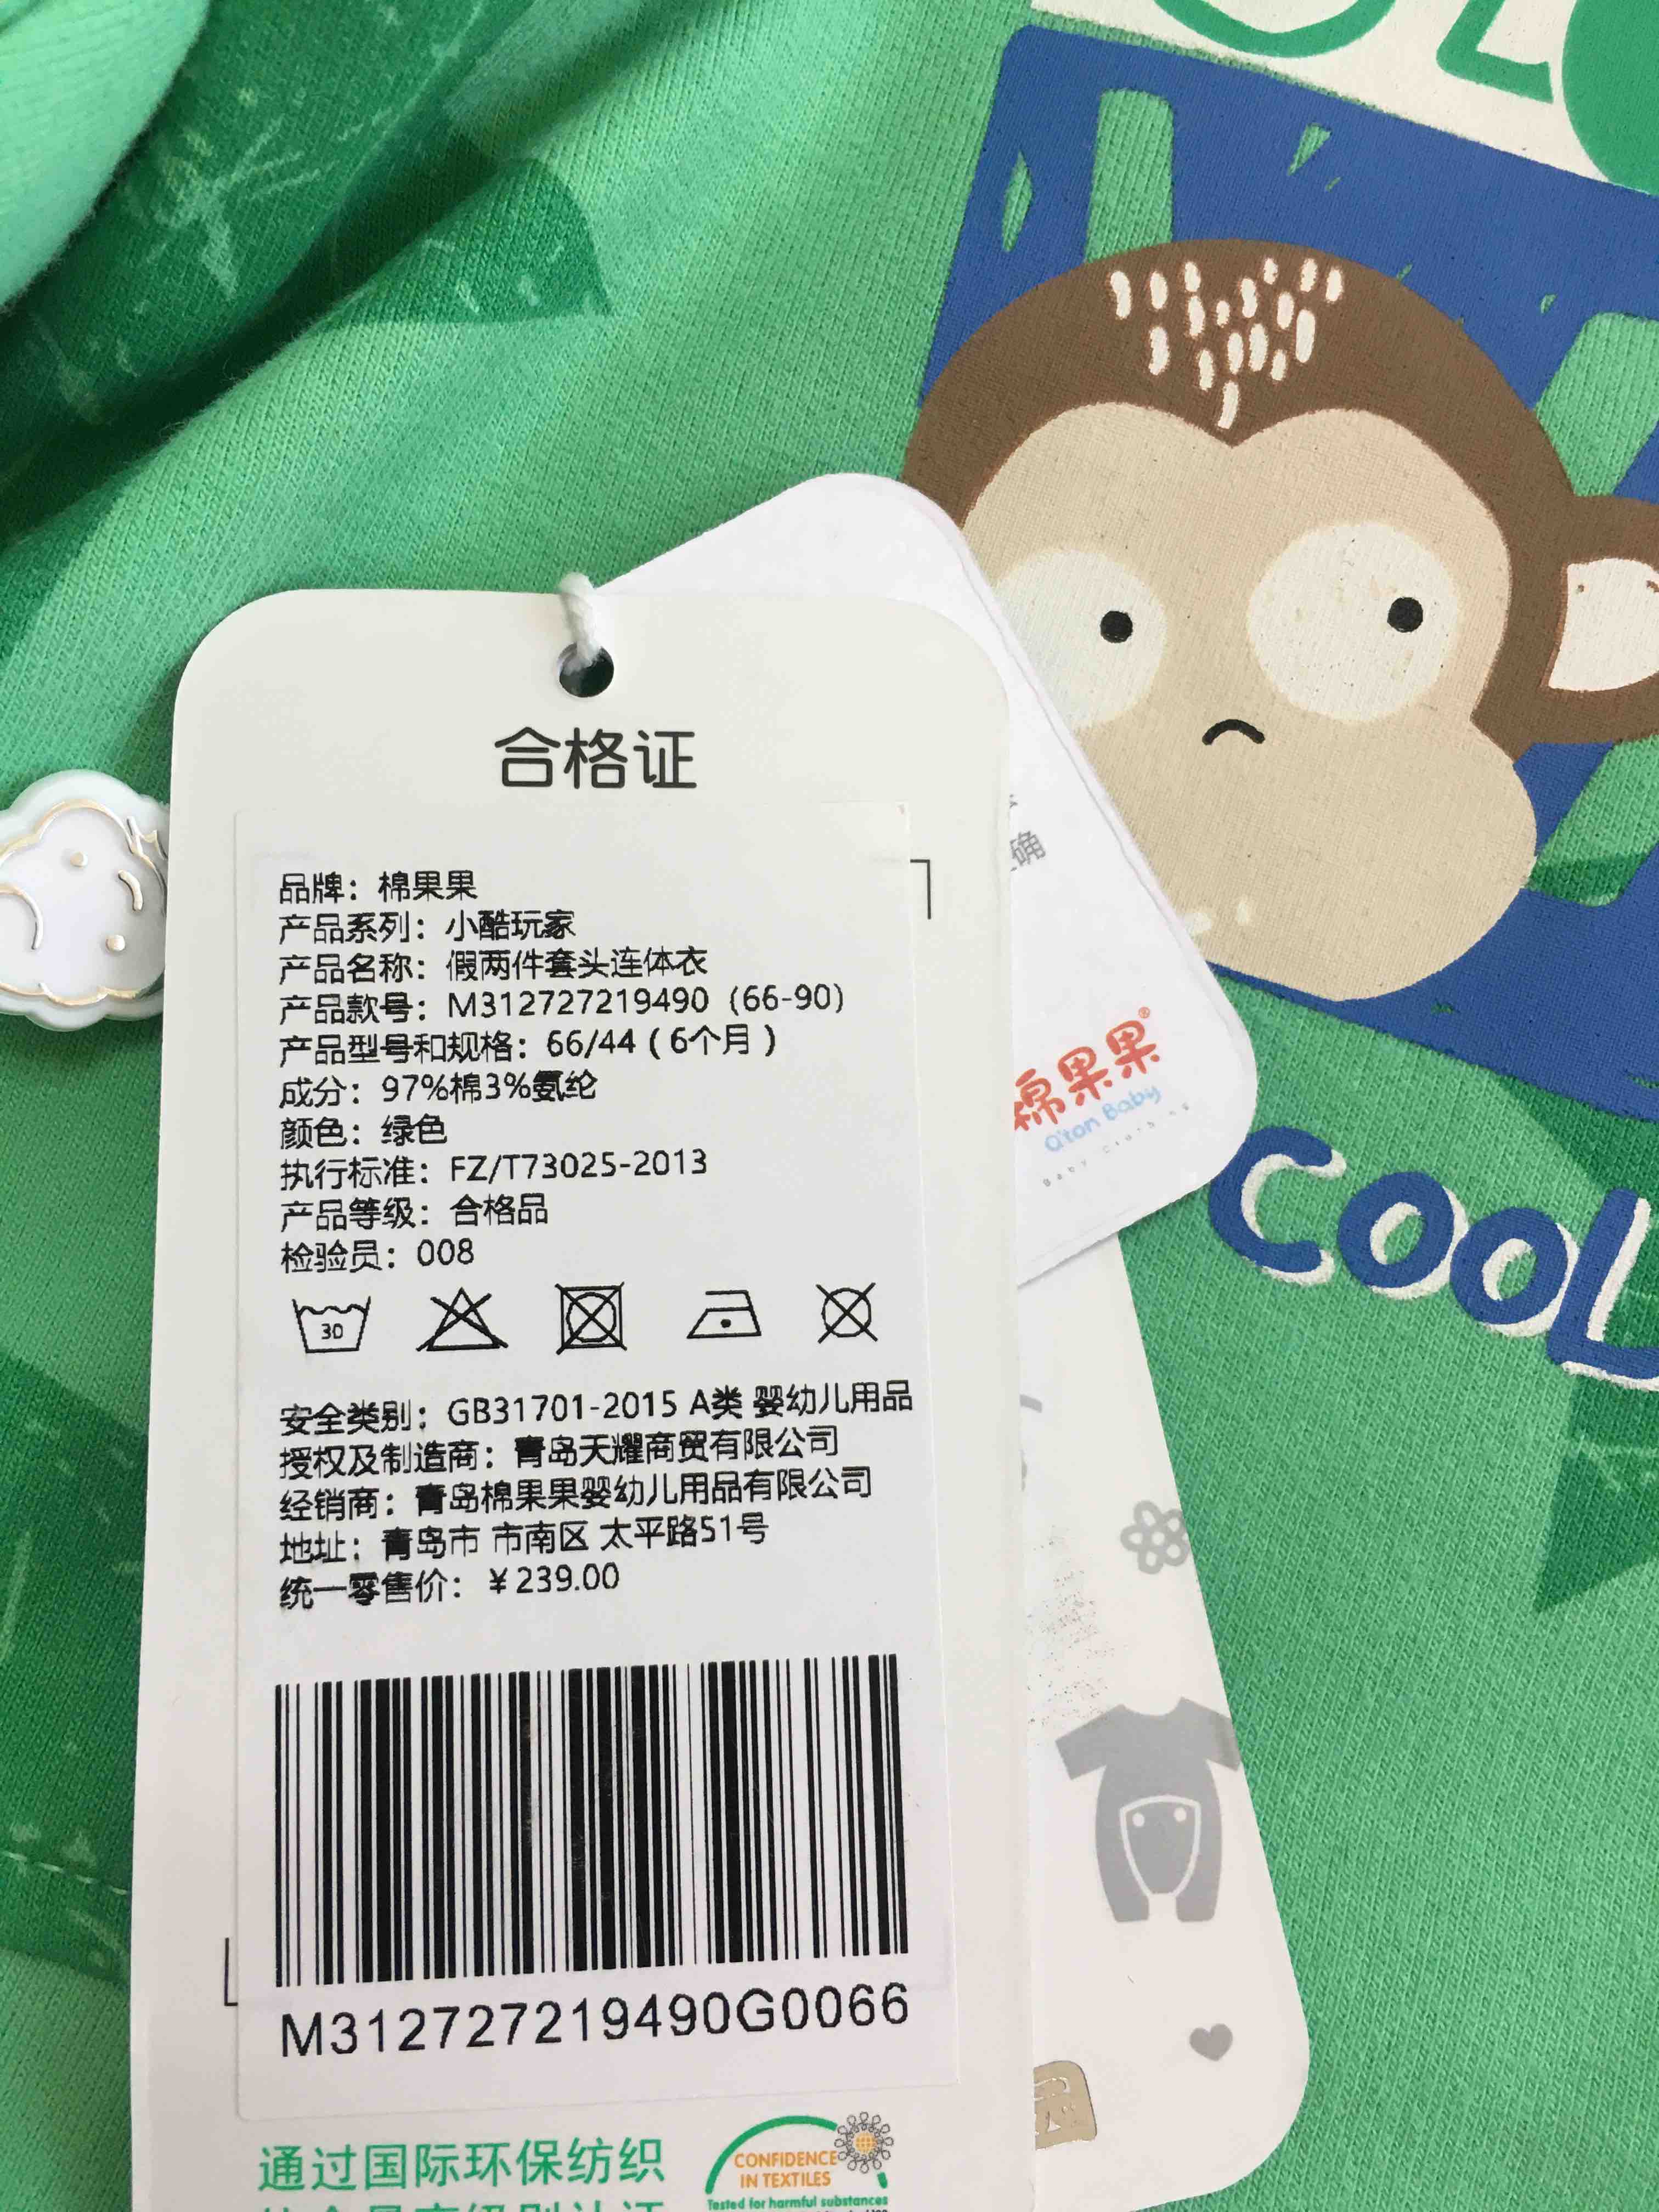 合格证
品牌：棉果果
产品系列：小酷玩家
产品名称：假两件套头连体衣
产品款号：M312727219490（66-90）
产品型号和规格：66/44（6个月）
成分：97%棉3%氨纶
颜色：绿色
执行标准：FZ/T73025-2013
产品等级：合格品
检验员：008
30
安全类别：GB31701-2015 A类 婴幼儿用品
授权及制造商：青岛天耀商贸有限公司
经销商：青岛棉果果婴幼儿用品有限公司
地址：青岛市 市南区 太平路51号
统一零售价：￥239.00
M312727219490G0066
通过国际环保纺织
CONFIDENCE
IN TEXTILES
Tested for harmful substances
确
棉果果®
Q'ton Baby
BABY CLOTHING
COOL